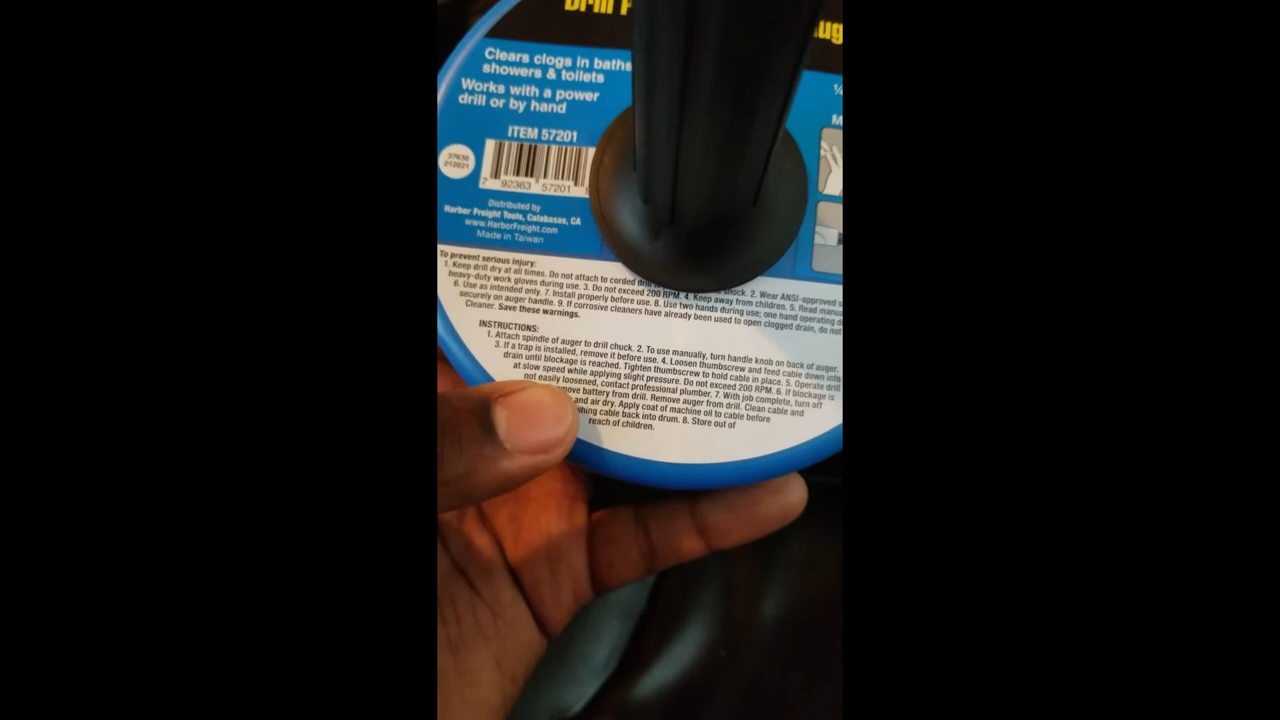 Drill
Clears clogs in baths
showers & toilets
Works with a power
drill or by hand
ITEM 57201
7 92363 57201
Distributed by
Harbor Freight Tools, Calabasas, CA
www.HarborFreight.com
Made in Taiwan
To prevent serious injury:
1. Keep drill dry at all times. Do not attach to corded drill shock. 2. Wear ANSI-approved
heavy-duty work gloves during use. 3. Do not exceed 200 RPM. 4. Keep away from children. 5. Read
6. Use as intended only. 7. Install properly before use. 8. Use two hands during use; one hand operating
securely on auger handle. 9. If corrosive cleaners have already been used to open clogged drain, do not
Cleaner. Save these warnings.
INSTRUCTIONS:
1. Attach spindle of auger to drill chuck. 2. To use manually, turn handle knob on back of auger.
3. If a trap is installed, remove it before use. 4. Loosen thumbscrew and feed cable down into
drain until blockage is reached. Tighten thumbscrew to hold cable in place. 5. Operate drill
at slow speed while applying slight pressure. Do not exceed 200 RPM. 6. If blockage is
not easily loosened, contact professional plumber. 7. With job complete, turn off
move battery from drill. Remove auger from drill. Clean cable and
and air dry. Apply coat of machine oil to cable before
shing cable back into drum. 8. Store out of
reach of children.